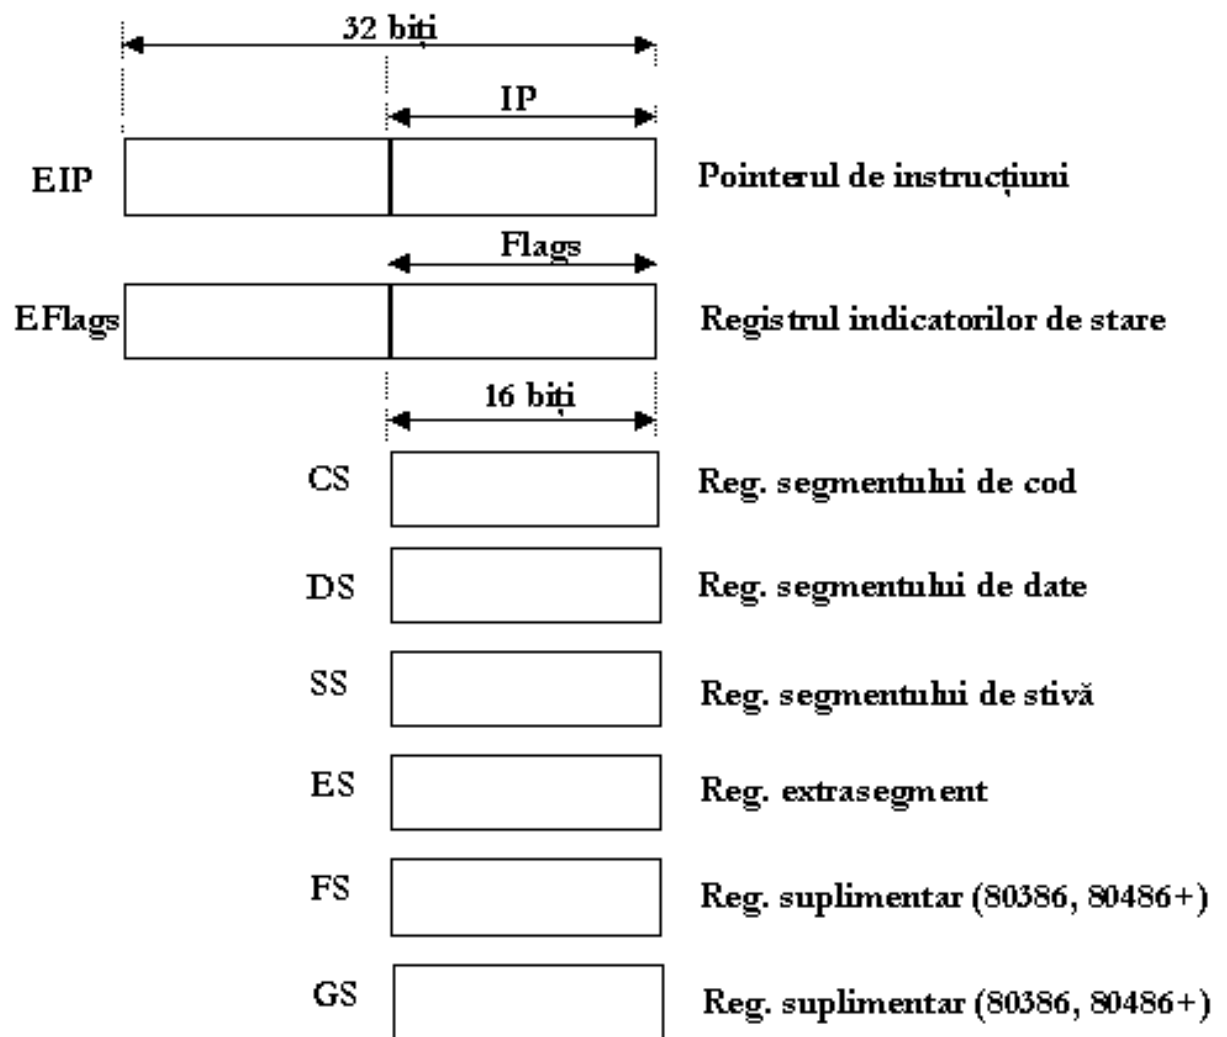 32 biți
IP
EIP Pointerul de instrucțiuni
Flags
EFlags Registrul indicatorilor de stare
16 biți
CS Reg. segmentului de cod
DS Reg. segmentului de date
SS Reg. segmentului de stivă
ES Reg. extrasegment
FS Reg. suplimentar (80386, 80486+)
GS Reg. suplimentar (80386, 80486+)